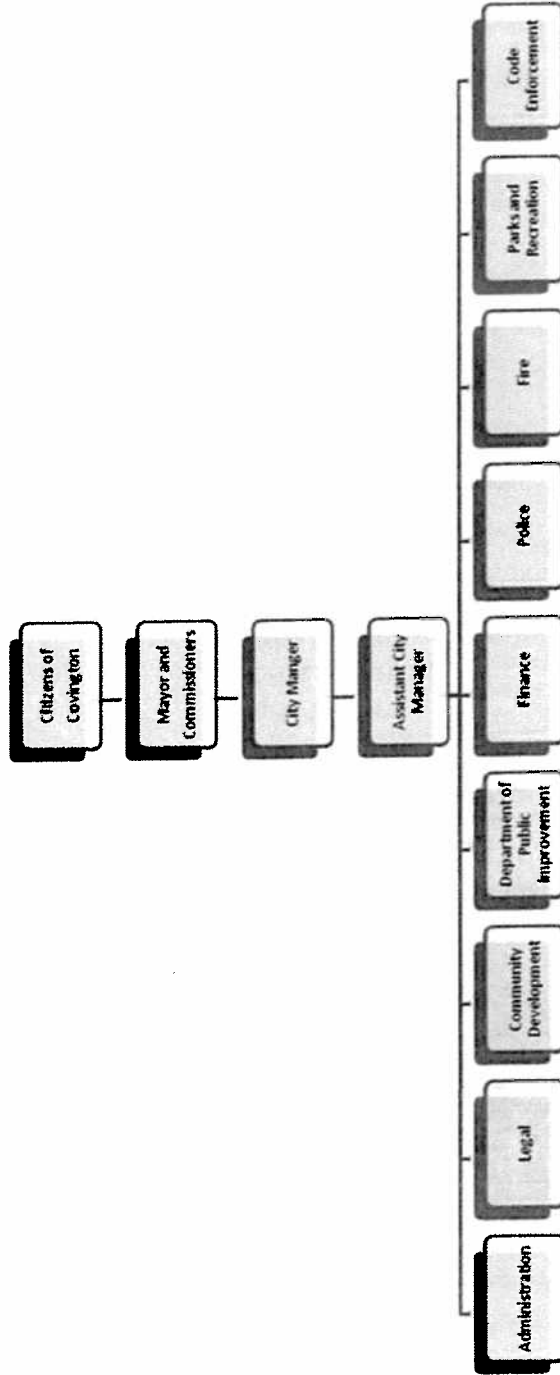 Citizens of
Covington
Mayor and
Commissioners
City Manger
Assistant City
Manager
Administration
Legal
Community
Development
Department of
Public
Improvement
Finance
Police
Fire
Parks and
Recreation
Code
Enforcement